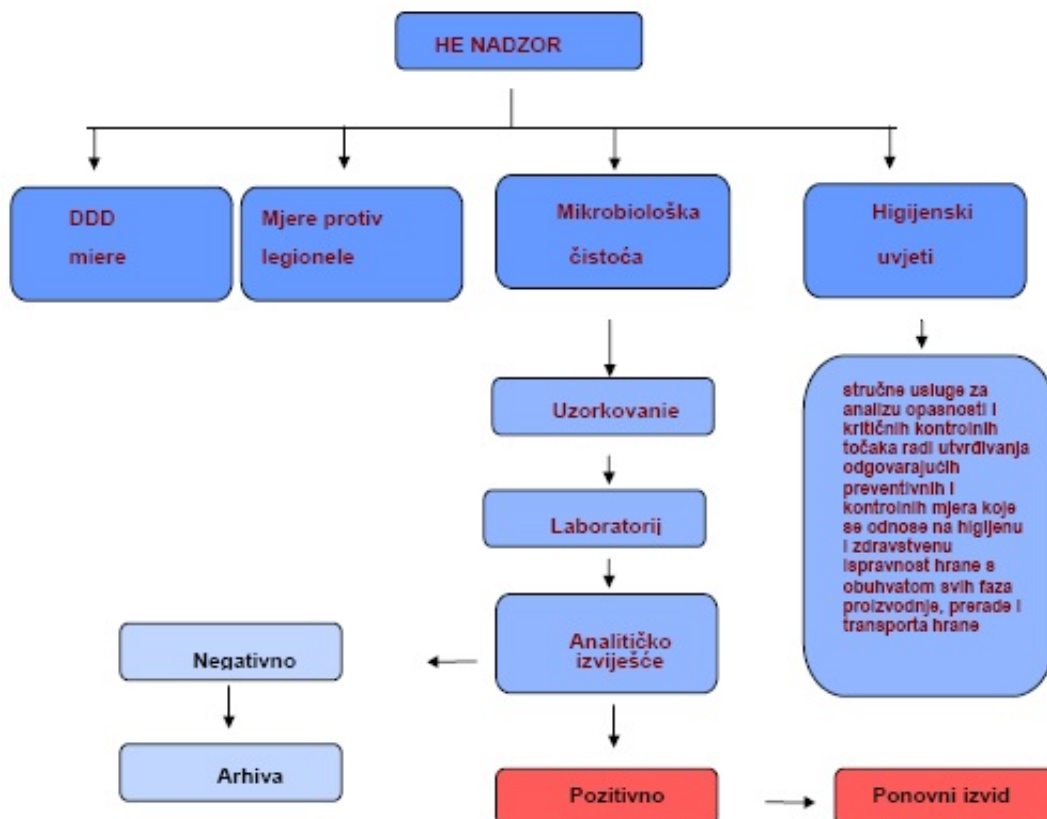 HE NADZOR
DDD
miere
Mjere protiv
legionele
Mikrobiološka
čistoća
Higijenski
uvjeti
Uzorkovanie
Laboratorij
Analitičko
izviješće
Negativno
Arhiva
Pozitivno
Ponovni izvid
stručne usluge za
analizu opasnosti i
kritičnih kontrolnih
točaka radi utvrđivanja
odgovarajućih
preventivnih i
kontrolnih mjera koje
se odnose na higijenu
i zdravstvenu
ispravnost hrane s
obuhvatom svih faza
proizvodnje, prerade i
transporta hrane